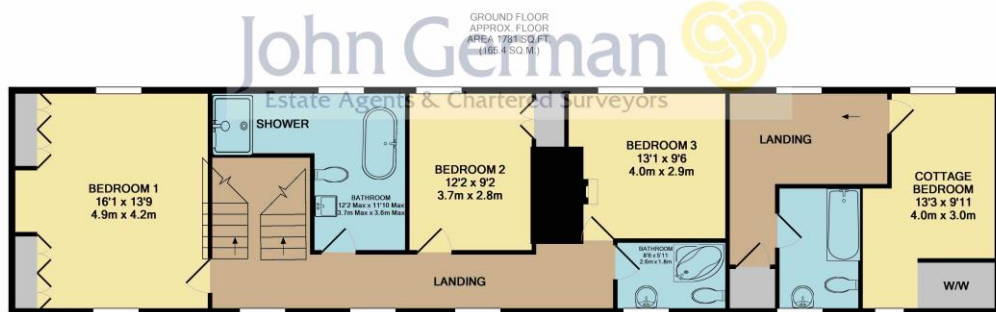 GROUND FLOOR
APPROX. FLOOR
AREA 1781 SQ.FT.
(165.4 SQ.M.)
John German
Estate Agents & Chartered Surveyors
BEDROOM 1
16'1 x 13'9
4.9m x 4.2m
SHOWER
BATHROOM
12'2 Max x 11'10 Max
3.7m Max x 3.6m Max
BEDROOM 2
12'2 x 9'2
3.7m x 2.8m
LANDING
BEDROOM 3
13'1 x 9'6
4.0m x 2.9m
BATHROOM
8'6 x 5'11
2.6m x 1.8m
LANDING
COTTAGE
BEDROOM
13'3 x 9'11
4.0m x 3.0m
W/W